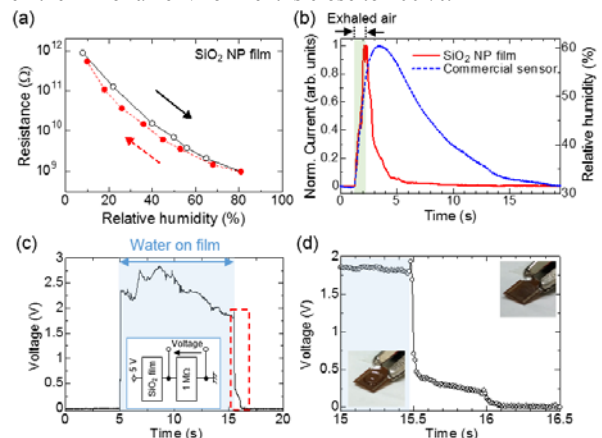 (a)
SiO2 NP film
Resistance (Ω)
10^12
10^11
10^10
10^9
0 20 40 60 80 100
Relative humidity (%)
(b)
Exhaled air
SiO2 NP film
Commercial sensor
Norm. Current (arb. units)
1
0.8
0.6
0.4
0.2
0
Relative humidity (%)
60
50
40
30
0 5 10 15
Time (s)
(c)
Water on film
Voltage (V)
3
2.5
2
1.5
1
0.5
0
Voltage
5 V
SiO2 film
1 MΩ
0 5 10 15 20
Time (s)
(d)
Voltage (V)
2
1.5
1
0.5
0
15 15.5 16 16.5
Time (s)